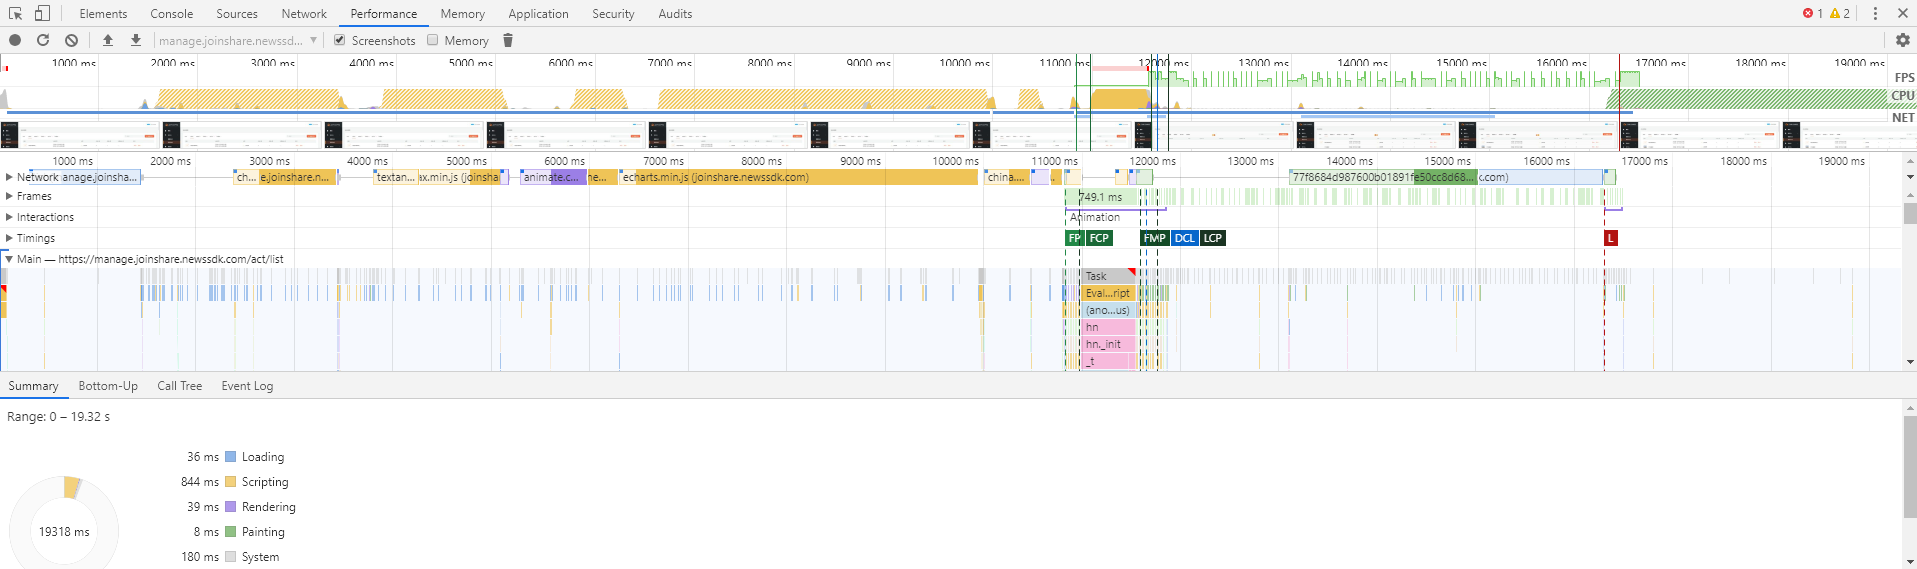 Elements Console Sources Network Performance Memory Application Security Audits 1 2
manage.joinshare.newssd... Screenshots Memory
1000 ms 2000 ms 3000 ms 4000 ms 5000 ms 6000 ms 7000 ms 8000 ms 9000 ms 10000 ms 11000 ms 12000 ms 13000 ms 14000 ms 15000 ms 16000 ms 17000 ms 18000 ms 19000 ms
FPS
CPU
NET
1000 ms 2000 ms 3000 ms 4000 ms 5000 ms 6000 ms 7000 ms 8000 ms 9000 ms 10000 ms 11000 ms 12000 ms 13000 ms 14000 ms 15000 ms 16000 ms 17000 ms 18000 ms 19000 ms
Network anage.joinsha... ch... e.joinshare.n... textan... ax.min.js (joinsha animate.c... ne... echarts.min.js (joinshare.newssdk.com) china.... 77f8684d987600b01891fe50cc8d68... c.com)
Frames 749.1 ms
Interactions Animation
Timings FP FCP FMP DCL LCP L
Main — https://manage.joinshare.newssdk.com/act/list
Task
Eval...ript
(ano...us)
hn
hn._init
_t
Summary Bottom-Up Call Tree Event Log
Range: 0 – 19.32 s
36 ms Loading
844 ms Scripting
39 ms Rendering
19318 ms
8 ms Painting
180 ms System